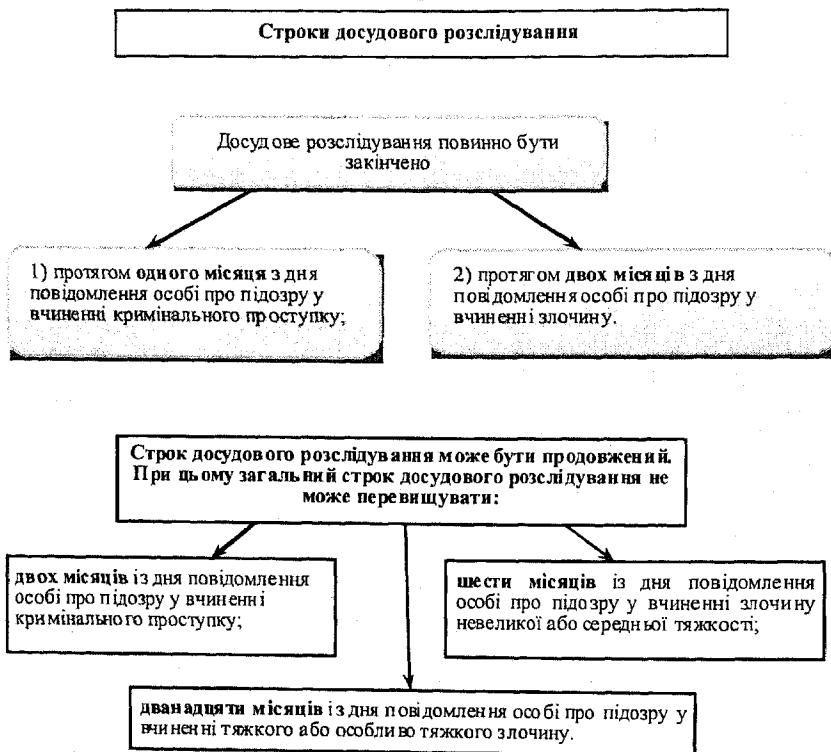 Строки досудового розслідування
Досудове розслідування повинно бути
закінчено
1) протягом одного місяця з дня
повідомлення особі про підозру у
вчиненні кримінального проступку;
2) протягом двох місяців з дня
повідомлення особі про підозру у
вчиненні злочину.
Строк досудового розслідування може бути продовжений.
При цьому загальний строк досудового розслідування не
може перевищувати:
двох місяців із дня повідомлення
особі про підозру у вчиненні
кримінального проступку;
шести місяців із дня повідомлення
особі про підозру у вчиненні злочину
невеликої або середньої тяжкості;
дванадцяти місяців із дня повідомлення особі про підозру у
вчиненні тяжкого або особливо тяжкого злочину.